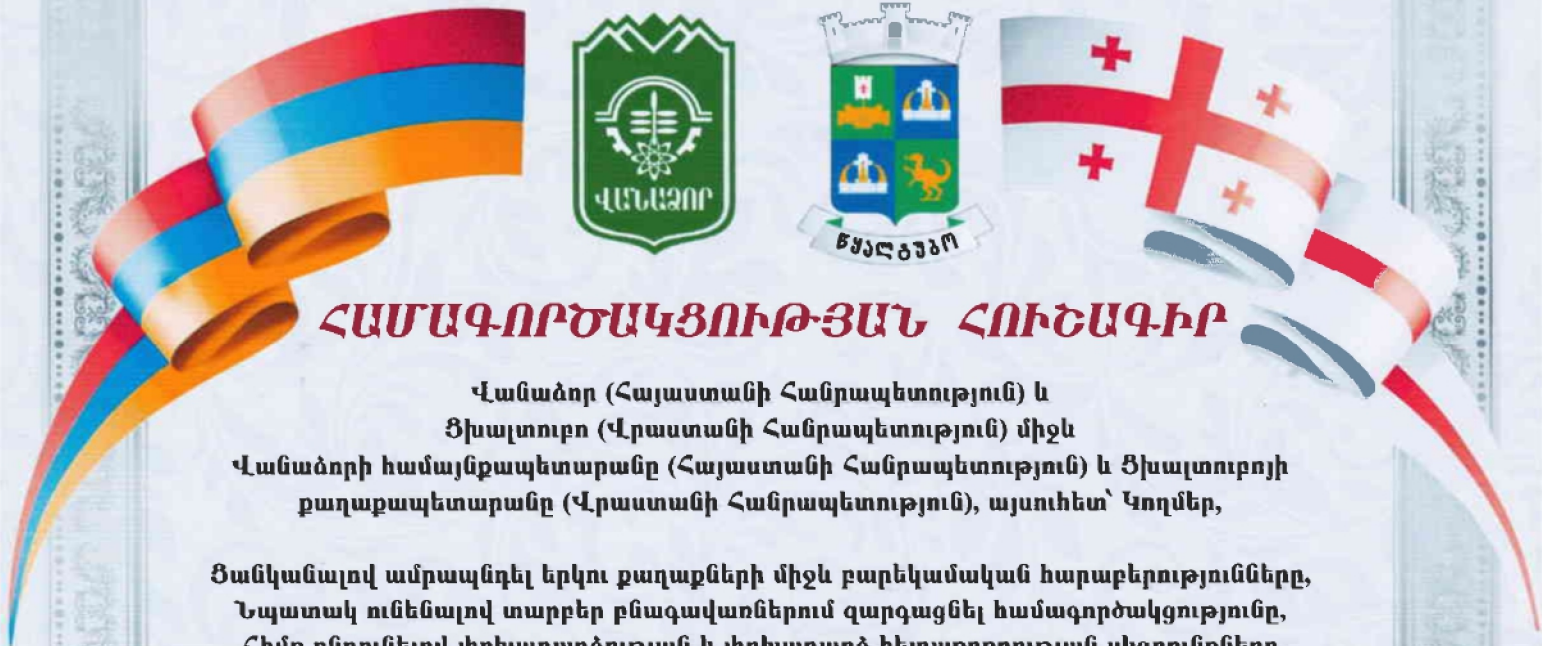 ՎԱՆԱՁՈՐ
წყალტუბო
ՀԱՄԱԳՈՐԾԱԿՑՈՒԹՅԱՆ ՀՈՒՇԱԳԻՐ
Վանաձոր (Հայաստանի Հանրապետություն) և
Ցխալտուբո (Վրաստանի Հանրապետություն) միջև
Վանաձորի համայնքապետարանը (Հայաստանի Հանրապետություն) և Ցխալտուբոյի
քաղաքապետարանը (Վրաստանի Հանրապետություն), այսուհետ՝ Կողմեր,
Ցանկանալով ամրապնդել երկու քաղաքների միջև բարեկամական հարաբերությունները,
Նպատակ ունենալով տարբեր բնագավառներում զարգացնել համագործակցությունը,